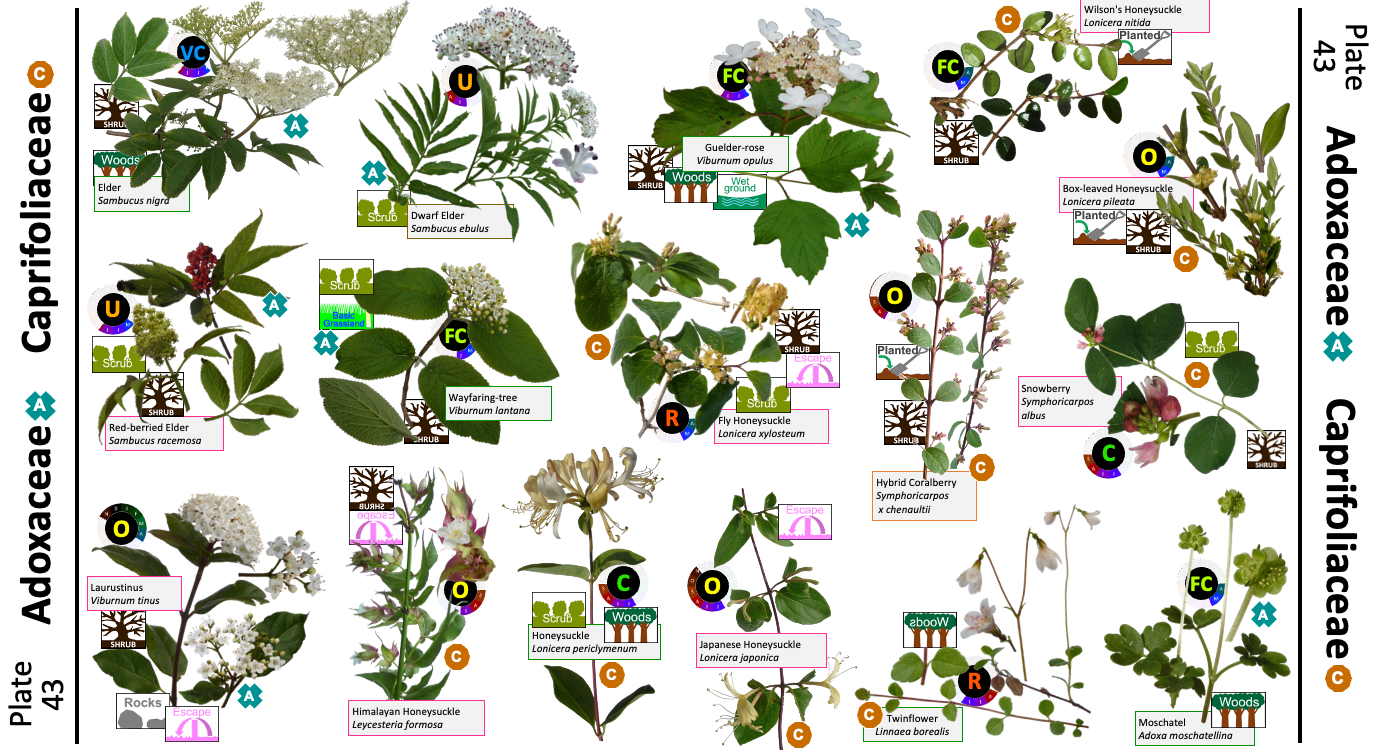 Plate
43
Adoxaceae A
Caprifoliaceae C
VC
SHRUB
Woods
Elder
Sambucus nigra
A
U
A
Scrub
Dwarf Elder
Sambucus ebulus
FC
SHRUB
Guelder-rose
Viburnum opulus
Woods
Wet
ground
A
C
FC
SHRUB
Wilson's Honeysuckle
Lonicera nitida
Planted
O
Box-leaved Honeysuckle
Lonicera pileata
Planted
SHRUB
C
U
A
Scrub
SHRUB
Red-berried Elder
Sambucus racemosa
Scrub
Basic
Grassland
A
FC
Wayfaring-tree
Viburnum lantana
SHRUB
C
SHRUB
Escape
Scrub
R
Fly Honeysuckle
Lonicera xylosteum
O
Planted
SHRUB
C
Hybrid Coralberry
Symphoricarpos
x chenaultii
Scrub
C
Snowberry
Symphoricarpos
albus
C
SHRUB
O
Laurustinus
Viburnum tinus
SHRUB
Rocks
Escape
A
SHRUB
Escape
O
C
Himalayan Honeysuckle
Leycesteria formosa
C
Scrub
Woods
Honeysuckle
Lonicera periclymenum
C
Escape
O
Japanese Honeysuckle
Lonicera japonica
C
Woods
R
C
Twinflower
Linnaea borealis
FC
A
Woods
Moschatel
Adoxa moschatellina
Plate
43
Adoxaceae A
Caprifoliaceae C